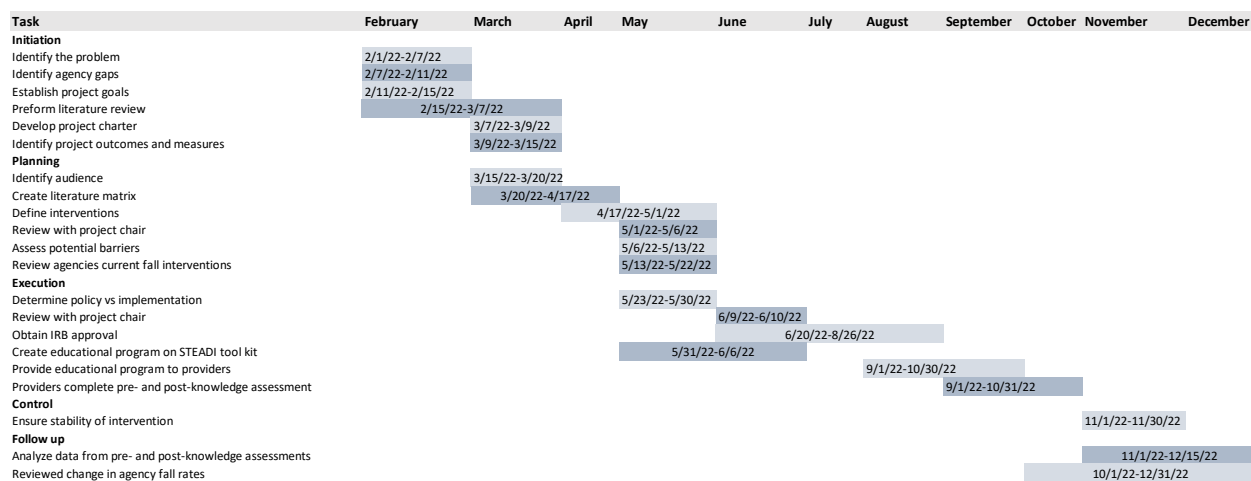 Task February March April May June July August September October November December
Initiation
Identify the problem 2/1/22-2/7/22
Identify agency gaps 2/7/22-2/11/22
Establish project goals 2/11/22-2/15/22
Preform literature review 2/15/22-3/7/22
Develop project charter 3/7/22-3/9/22
Identify project outcomes and measures 3/9/22-3/15/22
Planning
Identify audience 3/15/22-3/20/22
Create literature matrix 3/20/22-4/17/22
Define interventions 4/17/22-5/1/22
Review with project chair 5/1/22-5/6/22
Assess potential barriers 5/6/22-5/13/22
Review agencies current fall interventions 5/13/22-5/22/22
Execution
Determine policy vs implementation 5/23/22-5/30/22
Review with project chair 6/9/22-6/10/22
Obtain IRB approval 6/20/22-8/26/22
Create educational program on STEADI tool kit 5/31/22-6/6/22
Provide educational program to providers 9/1/22-10/30/22
Providers complete pre- and post-knowledge assessment 9/1/22-10/31/22
Control
Ensure stability of intervention 11/1/22-11/30/22
Follow up
Analyze data from pre- and post-knowledge assessments 11/1/22-12/15/22
Reviewed change in agency fall rates 10/1/22-12/31/22